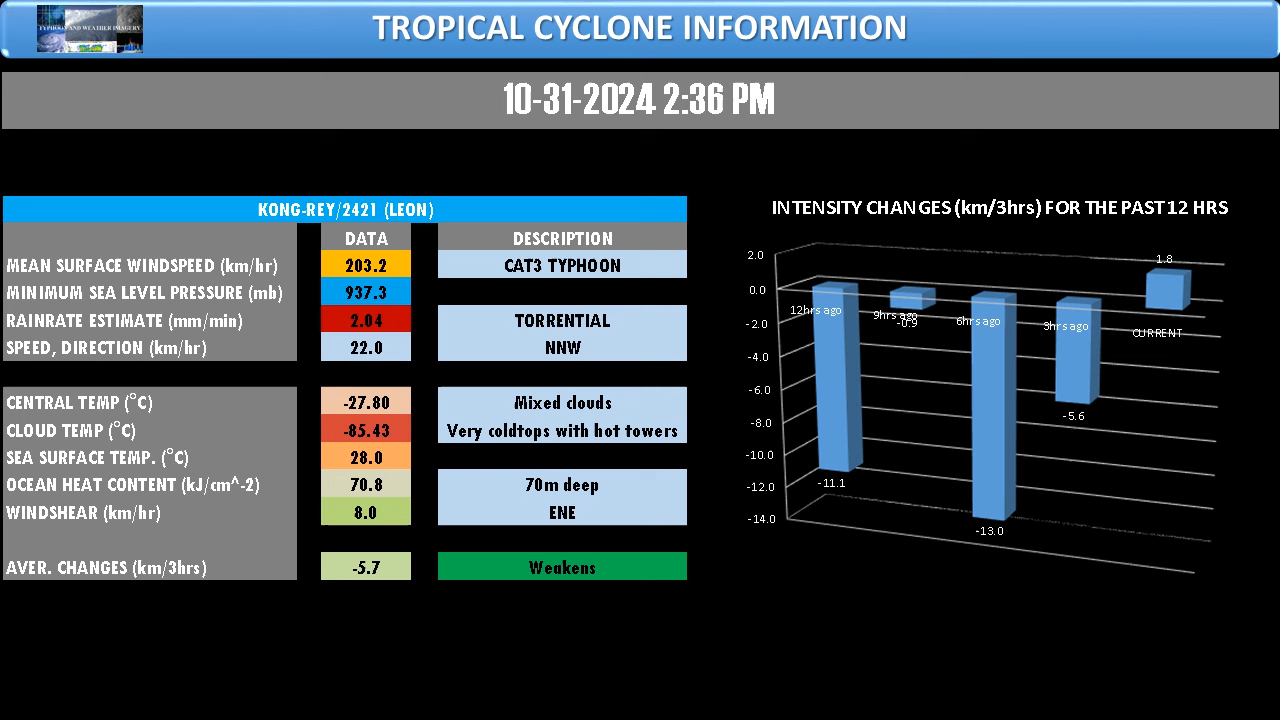 TYPHOON AND WEATHER IMAGERY
TROPICAL CYCLONE INFORMATION
10-31-2024 2:36 PM
KONG-REY/2421 (LEON)
DATA DESCRIPTION
MEAN SURFACE WINDSPEED (km/hr) 203.2 CAT3 TYPHOON
MINIMUM SEA LEVEL PRESSURE (mb) 937.3
RAINRATE ESTIMATE (mm/min) 2.04 TORRENTIAL
SPEED, DIRECTION (km/hr) 22.0 NNW
CENTRAL TEMP (°C) -27.80 Mixed clouds
CLOUD TEMP (°C) -85.43 Very coldtops with hot towers
SEA SURFACE TEMP. (°C) 28.0
OCEAN HEAT CONTENT (kJ/cm^-2) 70.8 70m deep
WINDSHEAR (km/hr) 8.0 ENE
AVER. CHANGES (km/3hrs) -5.7 Weakens
INTENSITY CHANGES (km/3hrs) FOR THE PAST 12 HRS
2.0
0.0
-2.0
-4.0
-6.0
-8.0
-10.0
-12.0
-14.0
12hrs ago
9hrs ago
6hrs ago
3hrs ago
CURRENT
-11.1
-0.9
-13.0
-5.6
1.8